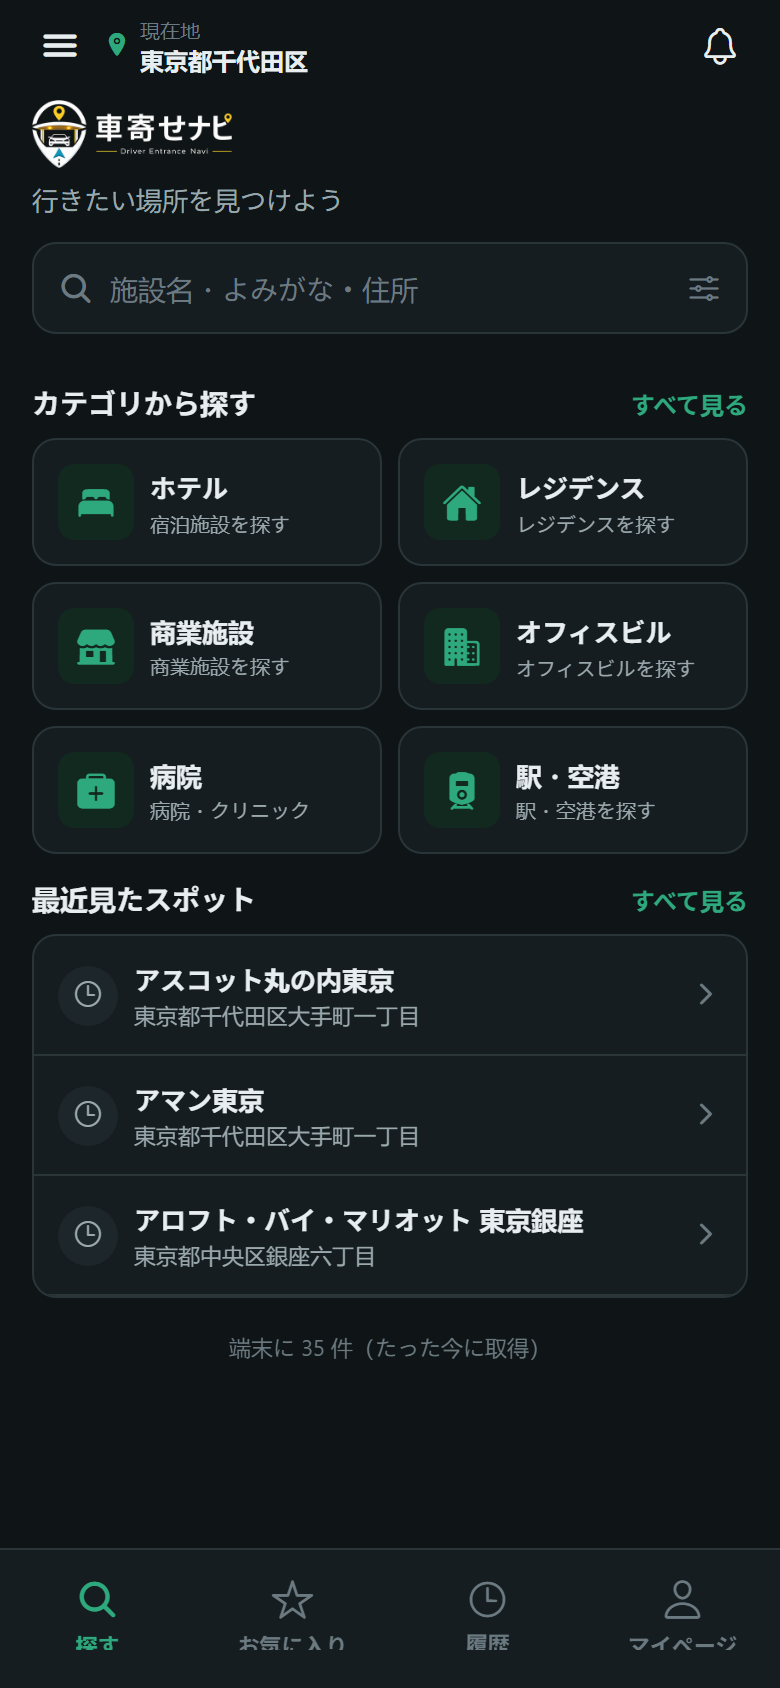 現在地
東京都千代田区
車寄せナビ
Driver Entrance Navi
行きたい場所を見つけよう
施設名・よみがな・住所
カテゴリから探す
すべて見る
ホテル
宿泊施設を探す
レジデンス
レジデンスを探す
商業施設
商業施設を探す
オフィスビル
オフィスビルを探す
病院
病院・クリニック
駅・空港
駅・空港を探す
最近見たスポット
すべて見る
アスコット丸の内東京
東京都千代田区大手町一丁目
アマン東京
東京都千代田区大手町一丁目
アロフト・バイ・マリオット 東京銀座
東京都中央区銀座六丁目
端末に 35 件（たった今に取得）
探す
お気に入り
履歴
マイページ